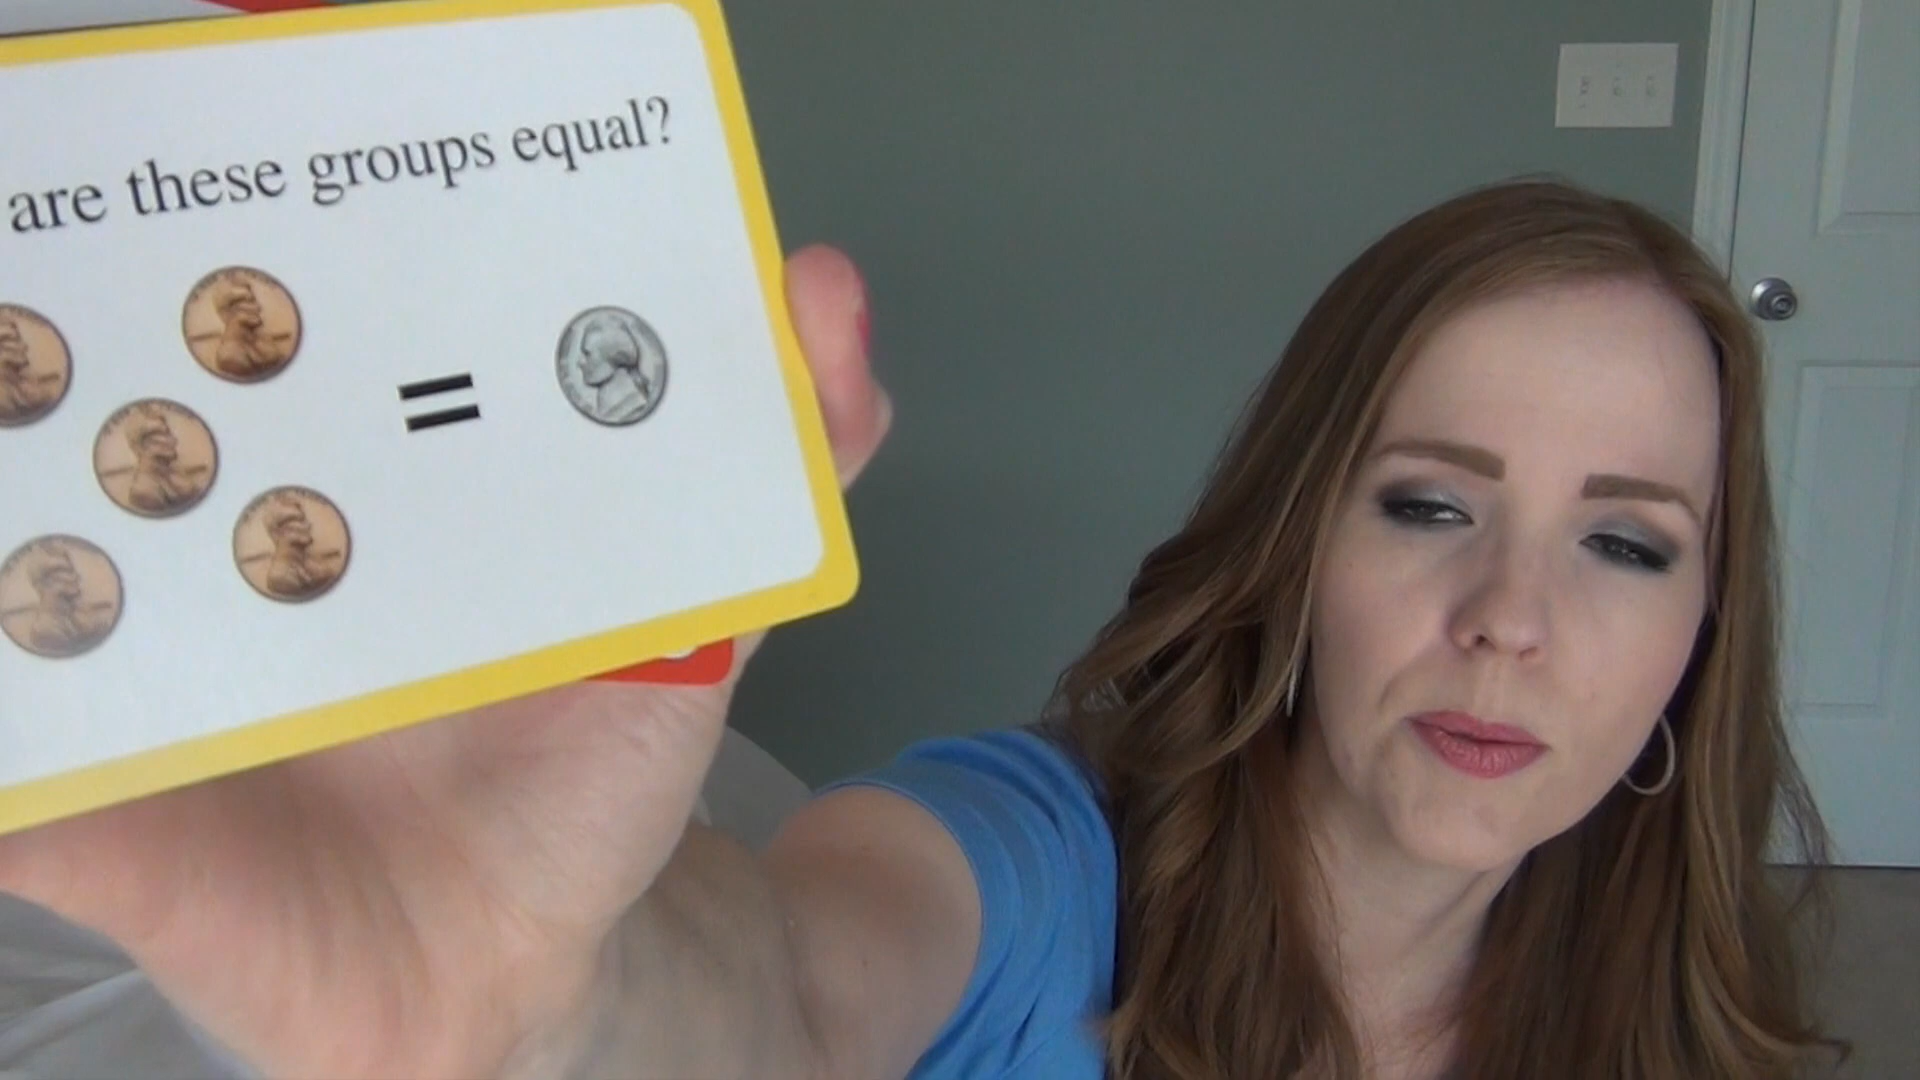 are these groups equal?
=